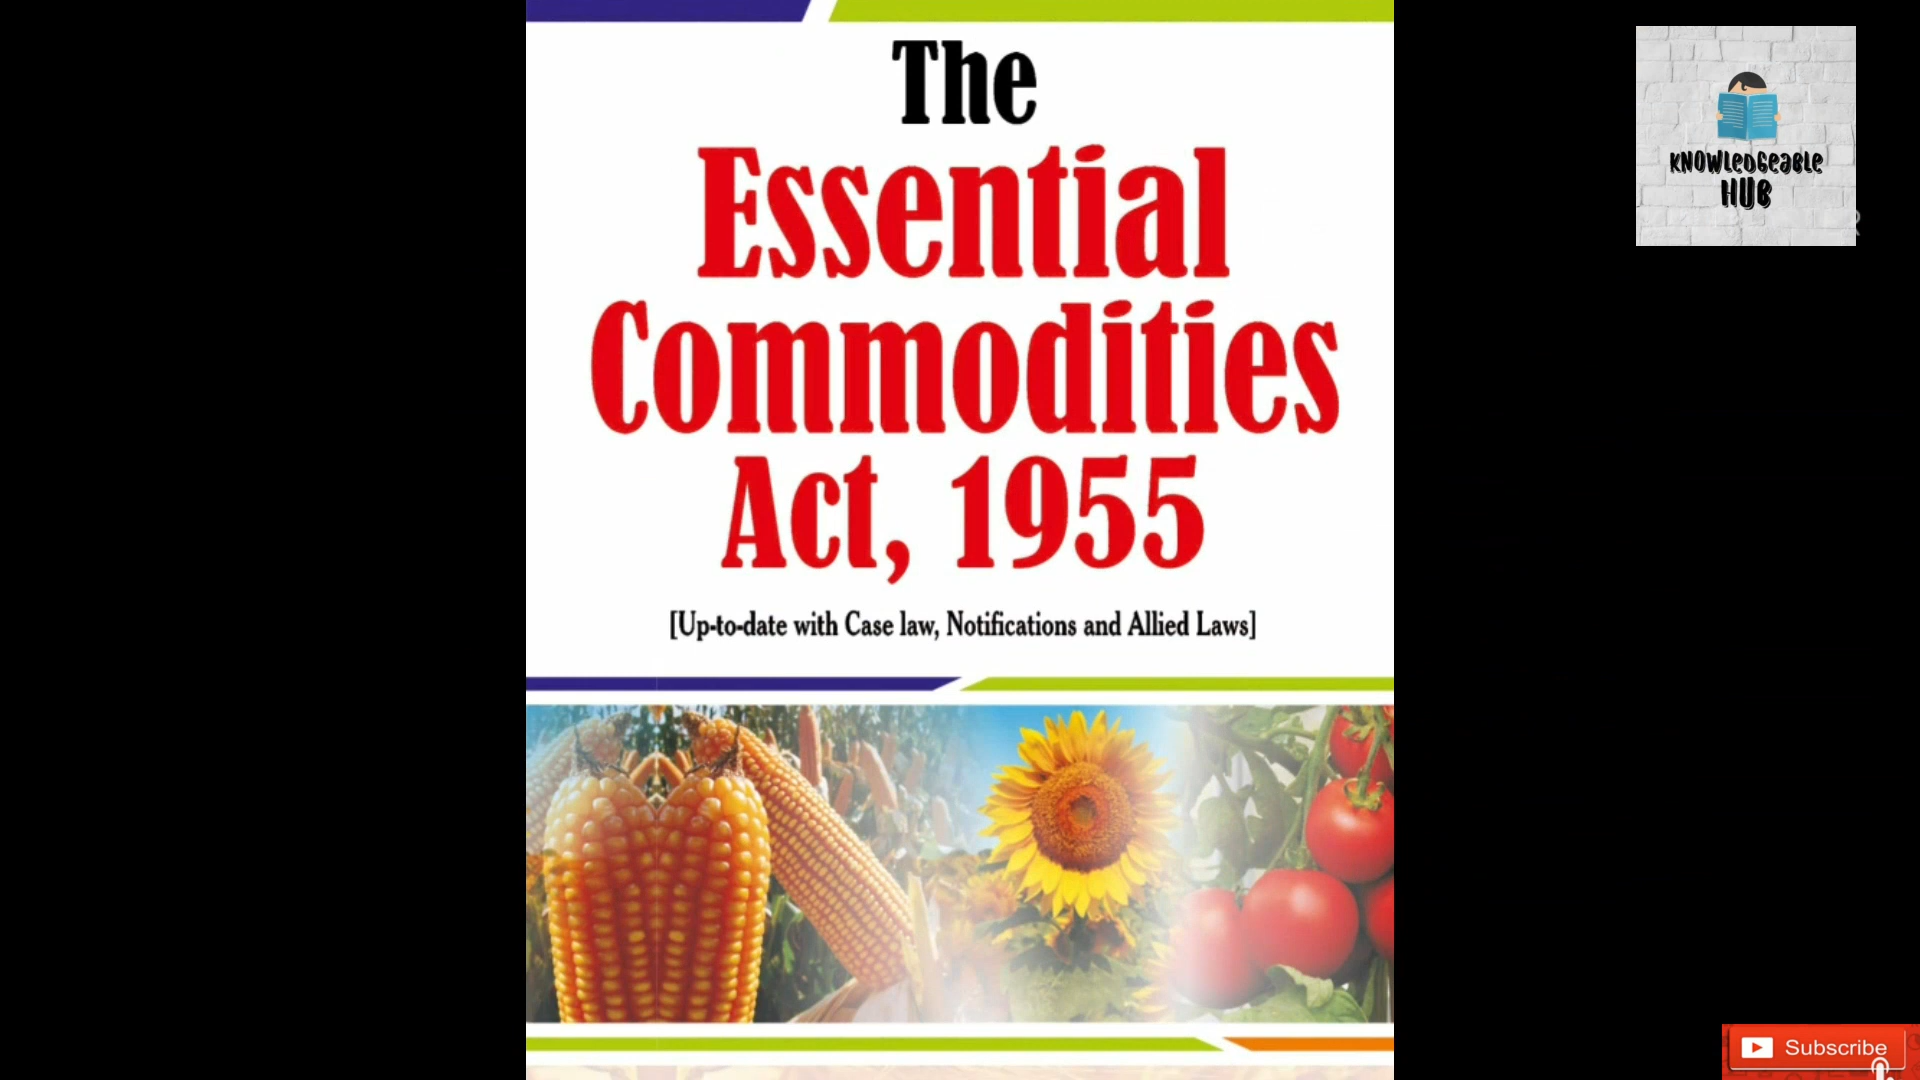 The
Essential
Commodities
Act, 1955
[Up-to-date with Case law, Notifications and Allied Laws]
KNOWLEDGEABLE
HUB
Subscribe